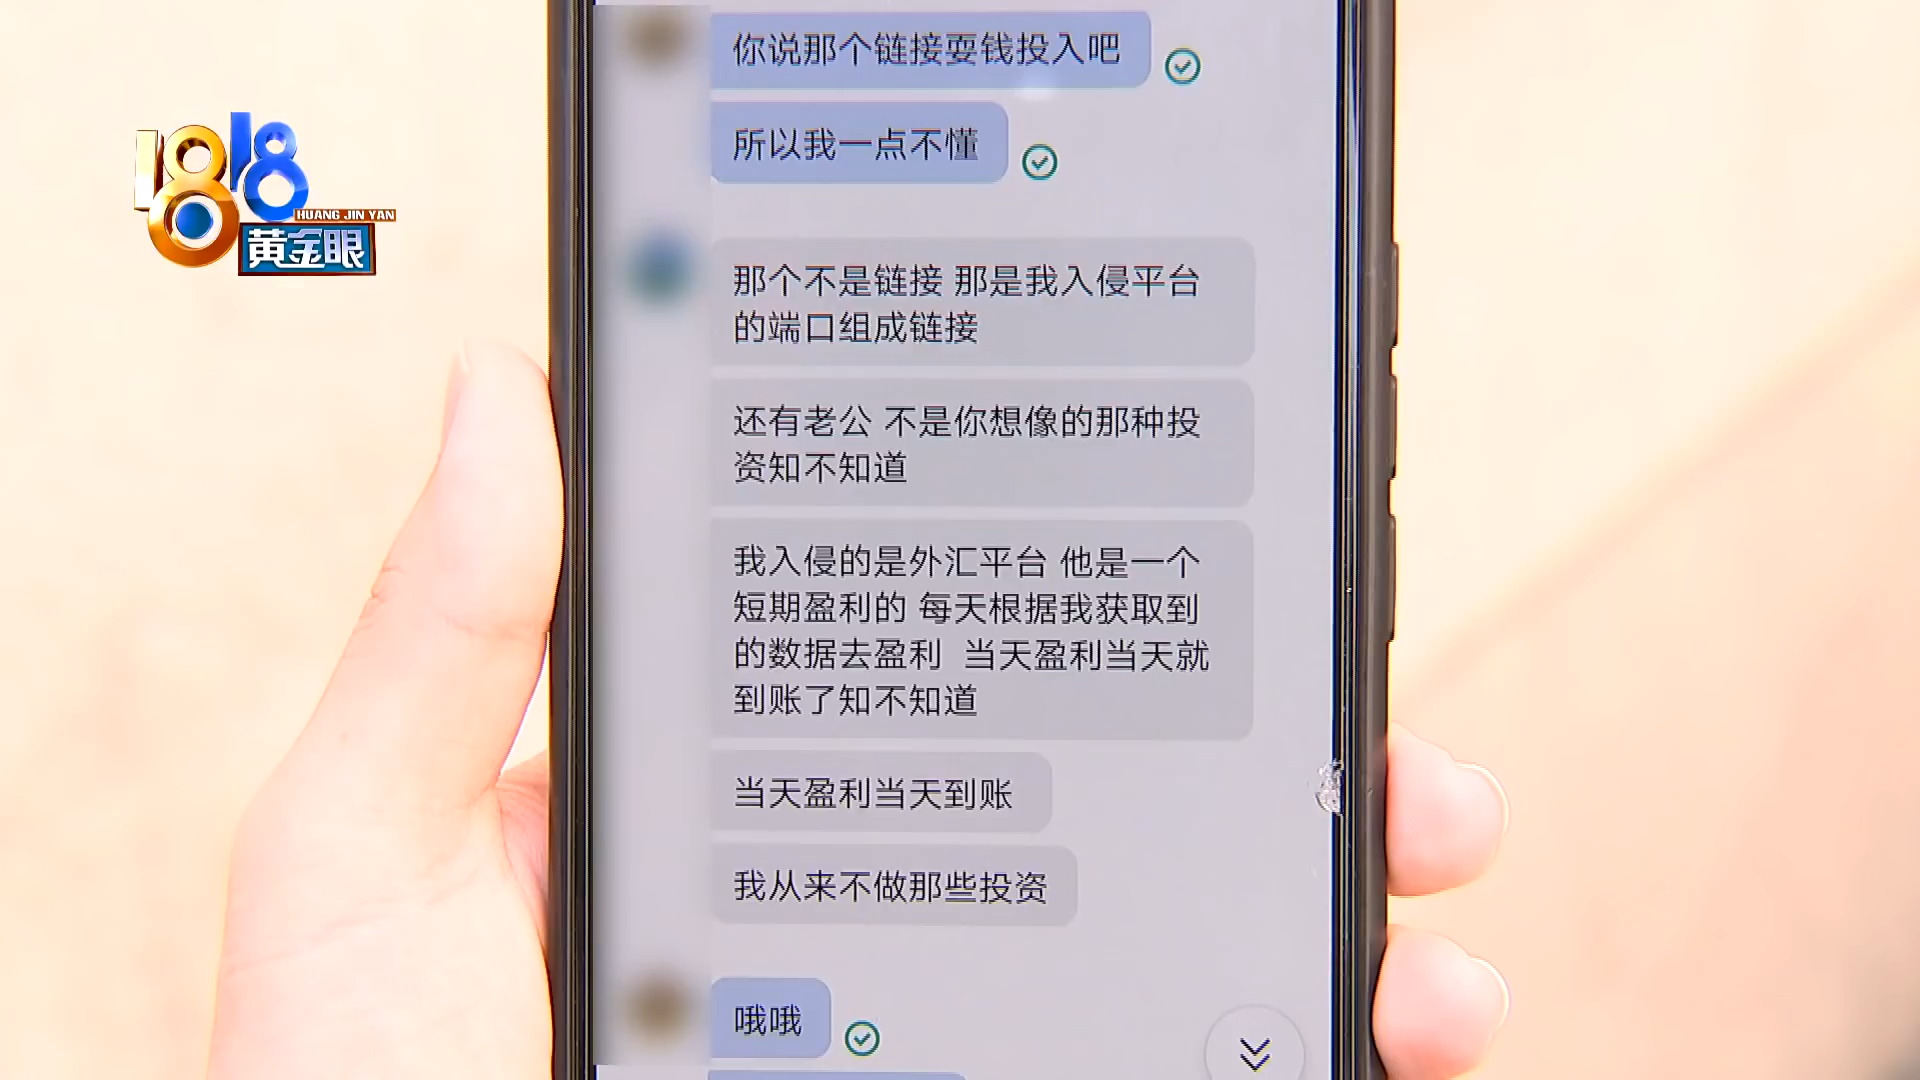 你说那个链接耍钱投入吧
所以我一点不懂
1818
HUANG JIN YAN
黄金眼
那个不是链接 那是我入侵平台
的端口组成链接
还有老公 不是你想像的那种投
资知不知道
我入侵的是外汇平台 他是一个
短期盈利的 每天根据我获取到
的数据去盈利 当天盈利当天就
到账了知不知道
当天盈利当天到账
我从来不做那些投资
哦哦